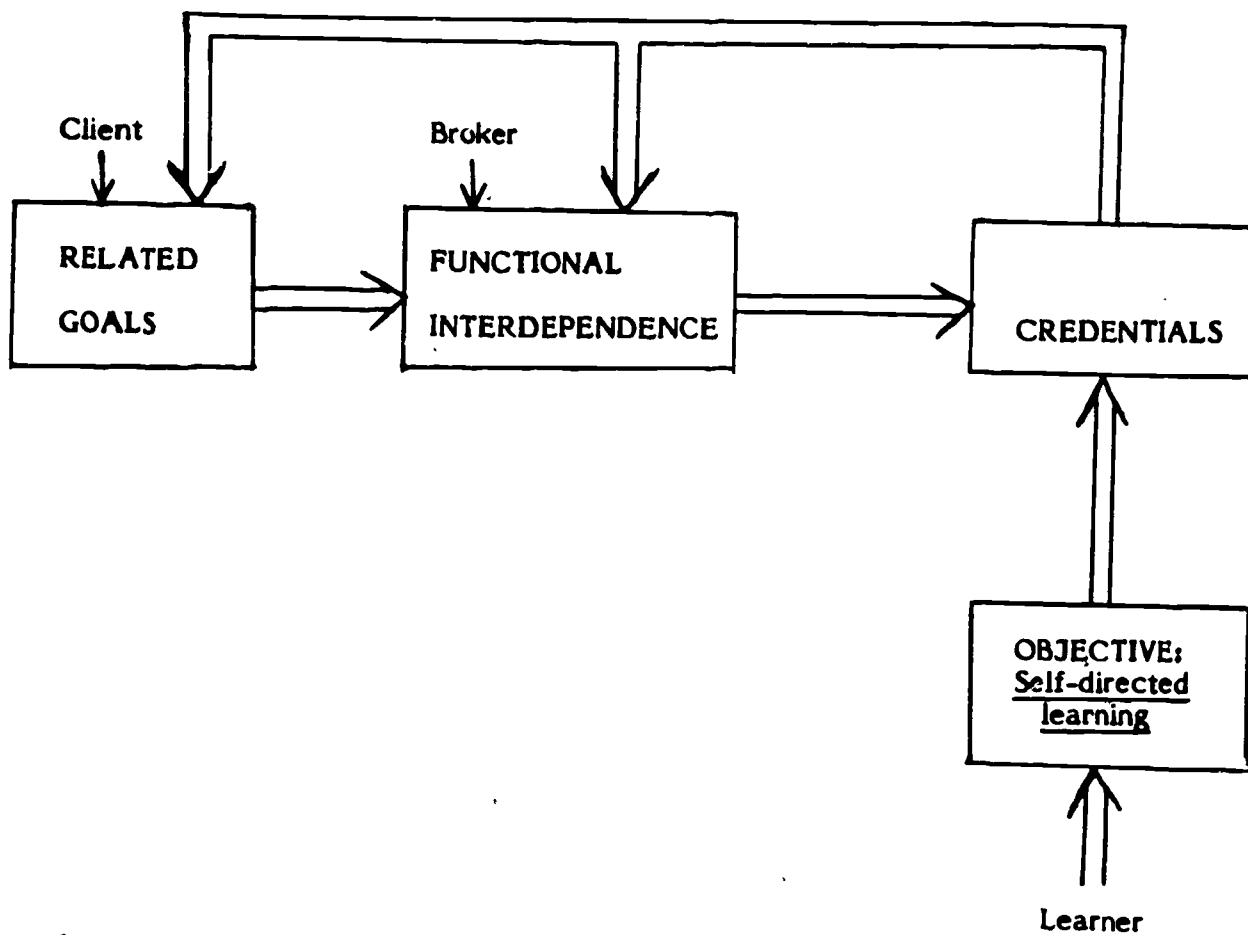 Client
Broker
RELATED
GOALS
FUNCTIONAL
INTERDEPENDENCE
CREDENTIALS
OBJECTIVE:
Self-directed
learning
Learner